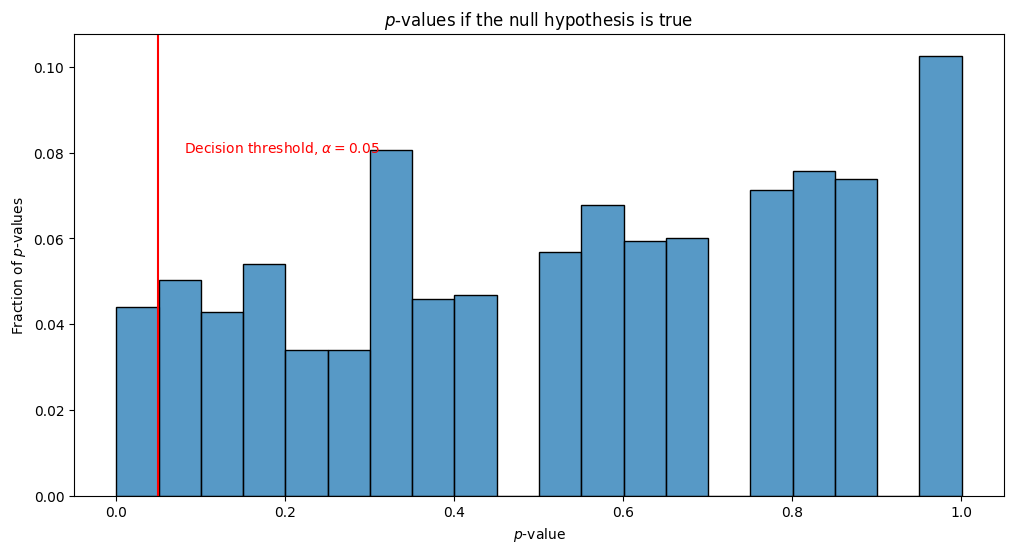 p-values if the null hypothesis is true
Decision threshold, α = 0.05
Fraction of p-values
0.10
0.08
0.06
0.04
0.02
0.00
0.0 0.2 0.4 0.6 0.8 1.0
p-value